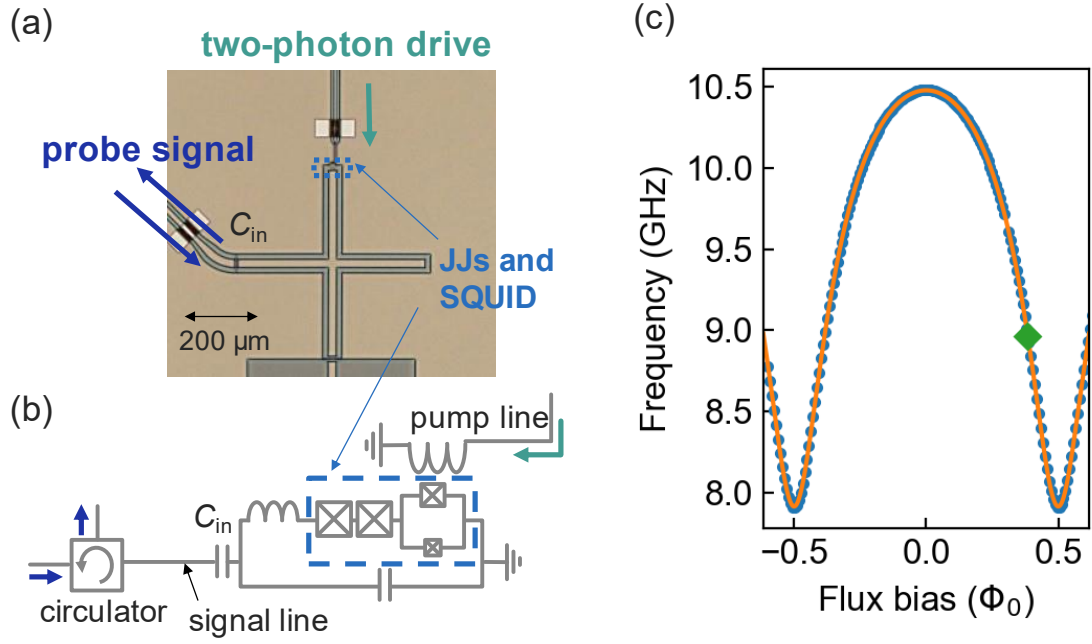 (a)
two-photon drive
probe signal
C_in
JJs and
SQUID
200 µm
(b)
pump line
C_in
circulator
signal line
(c)
Frequency (GHz)
10.5
10.0
9.5
9.0
8.5
8.0
−0.5 0.0 0.5
Flux bias (Φ_0)